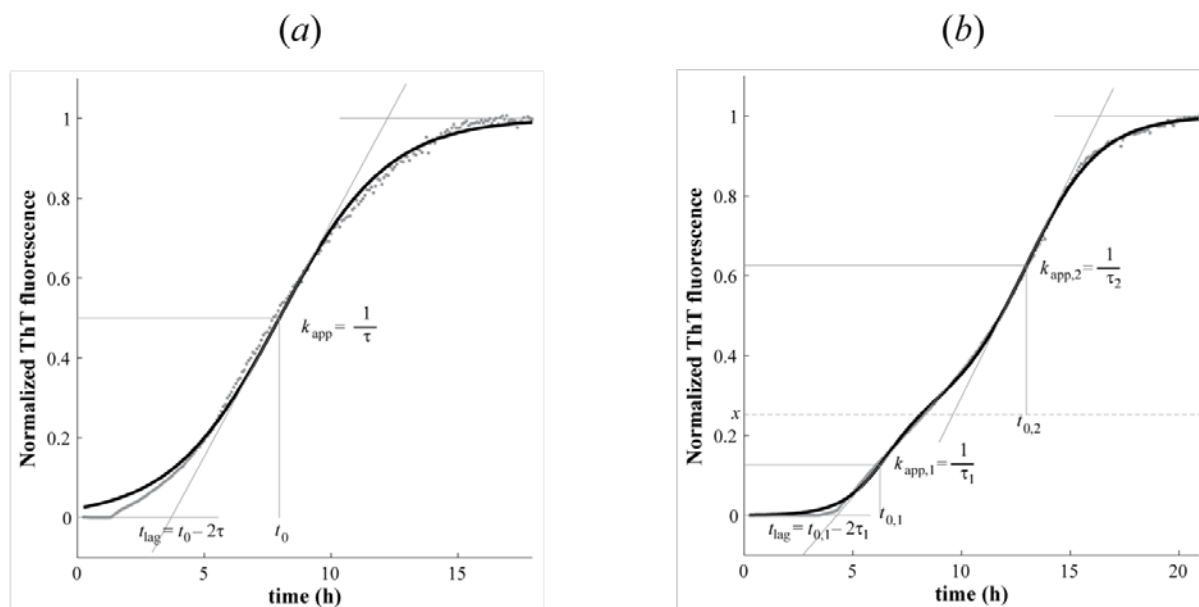 (a)
Normalized ThT fluorescence
1
0.8
0.6
0.4
0.2
0
k_app = 1/τ
t_lag = t_0 − 2τ
t_0
0 5 10 15
time (h)
(b)
Normalized ThT fluorescence
1
0.8
0.6
0.4
x
0.2
0
k_app,2 = 1/τ_2
t_0,2
k_app,1 = 1/τ_1
t_lag = t_0,1 − 2τ_1
t_0,1
0 5 10 15 20
time (h)